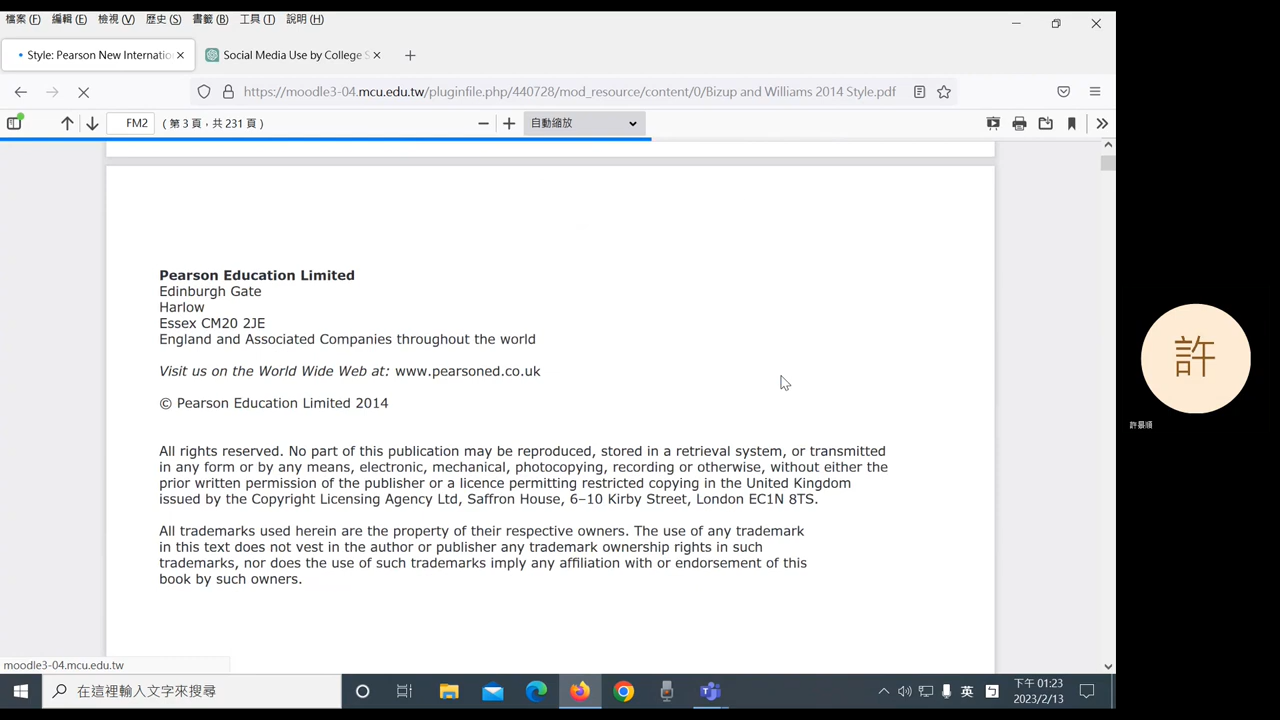 檔案 (F) 編輯 (E) 檢視 (V) 歷史 (S) 書籤 (B) 工具 (T) 說明 (H)
Style: Pearson New Internatio
Social Media Use by College S
https://moodle3-04.mcu.edu.tw/pluginfile.php/440728/mod_resource/content/0/Bizup and Williams 2014 Style.pdf
FM2 ( 第 3 頁，共 231 頁 ) 自動縮放
Pearson Education Limited
Edinburgh Gate
Harlow
Essex CM20 2JE
England and Associated Companies throughout the world
Visit us on the World Wide Web at: www.pearsoned.co.uk
© Pearson Education Limited 2014
All rights reserved. No part of this publication may be reproduced, stored in a retrieval system, or transmitted
in any form or by any means, electronic, mechanical, photocopying, recording or otherwise, without either the
prior written permission of the publisher or a licence permitting restricted copying in the United Kingdom
issued by the Copyright Licensing Agency Ltd, Saffron House, 6–10 Kirby Street, London EC1N 8TS.
All trademarks used herein are the property of their respective owners. The use of any trademark
in this text does not vest in the author or publisher any trademark ownership rights in such
trademarks, nor does the use of such trademarks imply any affiliation with or endorsement of this
book by such owners.
許
許景順
moodle3-04.mcu.edu.tw
在這裡輸入文字來搜尋
英
下午 01:23
2023/2/13